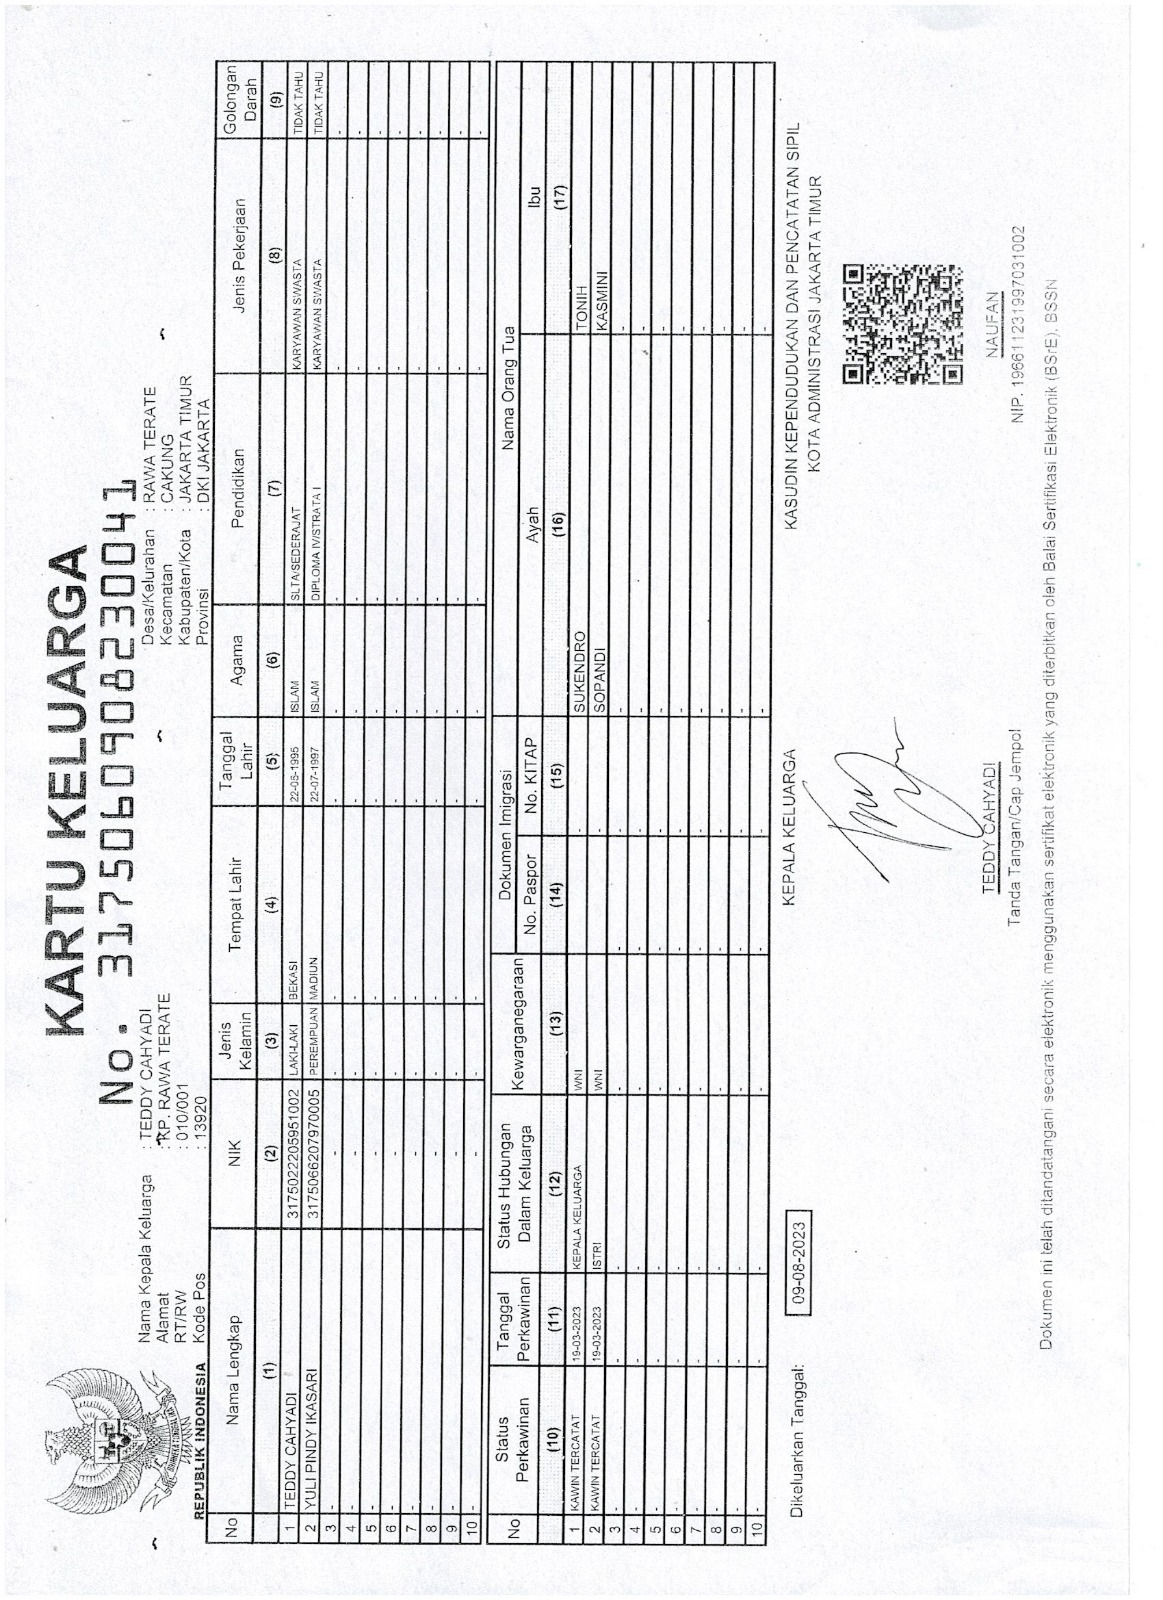 KARTU KELUARGA
No. 3175060908230041
REPUBLIK INDONESIA
Nama Kepala Keluarga : TEDDY CAHYADI
Alamat : KP. RAWA TERATE
RT/RW : 010/001
Kode Pos : 13920
Desa/Kelurahan : RAWA TERATE
Kecamatan : CAKUNG
Kabupaten/Kota : JAKARTA TIMUR
Provinsi : DKI JAKARTA
No Nama Lengkap NIK Jenis Kelamin Tempat Lahir Tanggal Lahir Agama Pendidikan Jenis Pekerjaan Golongan Darah
(1) (2) (3) (4) (5) (6) (7) (8) (9)
1 TEDDY CAHYADI 3175022205951002 LAKI-LAKI BEKASI 22-05-1995 ISLAM SLTA/SEDERAJAT KARYAWAN SWASTA TIDAK TAHU
2 YULI PINDY IKASARI 3175066207970005 PEREMPUAN MADIUN 22-07-1997 ISLAM DIPLOMA IV/STRATA I KARYAWAN SWASTA TIDAK TAHU
3 - - - - - - - - -
4 - - - - - - - - -
5 - - - - - - - - -
6 - - - - - - - - -
7 - - - - - - - - -
8 - - - - - - - - -
9 - - - - - - - - -
10 - - - - - - - - -
No Status Perkawinan Tanggal Perkawinan Status Hubungan Dalam Keluarga Kewarganegaraan Dokumen Imigrasi Nama Orang Tua
No. Paspor No. KITAP Ayah Ibu
(10) (11) (12) (13) (14) (15) (16) (17)
1 KAWIN TERCATAT 19-03-2023 KEPALA KELUARGA WNI - SUKENDRO TONIH
2 KAWIN TERCATAT 19-03-2023 ISTRI WNI - SOPANDI KASMINI
3 - - - - - - - -
4 - - - - - - - -
5 - - - - - - - -
6 - - - - - - - -
7 - - - - - - - -
8 - - - - - - - -
9 - - - - - - - -
10 - - - - - - - -
Dikeluarkan Tanggal: 09-08-2023
KEPALA KELUARGA
TEDDY CAHYADI
Tanda Tangan/Cap Jempol
KASUDIN KEPENDUDUKAN DAN PENCATATAN SIPIL
KOTA ADMINISTRASI JAKARTA TIMUR
NAUFAN
NIP. 196611231997031002
Dokumen ini telah ditandatangani secara elektronik menggunakan sertifikat elektronik yang diterbitkan oleh Balai Sertifikasi Elektronik (BSrE), BSSN